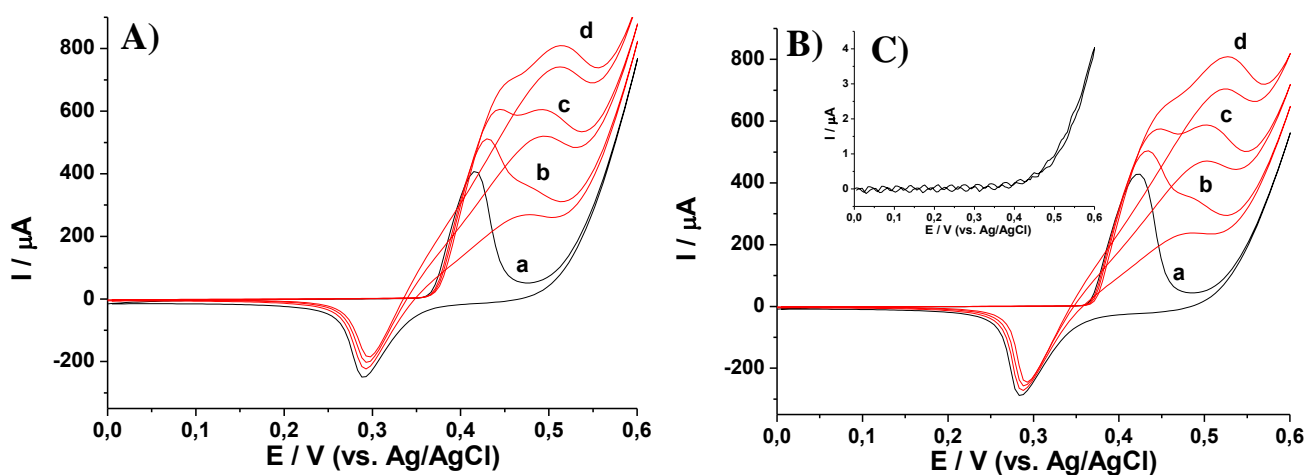 A)
800
600
400
200
0
-200
I / µA
0,0 0,1 0,2 0,3 0,4 0,5 0,6
E / V (vs. Ag/AgCl)
a
b
c
d
B)
800
600
400
200
0
-200
I / µA
0,0 0,1 0,2 0,3 0,4 0,5 0,6
E / V (vs. Ag/AgCl)
a
b
c
d
C)
4
3
2
1
0
I / µA
0,0 0,1 0,2 0,3 0,4 0,5 0,6
E / V (vs. Ag/AgCl)